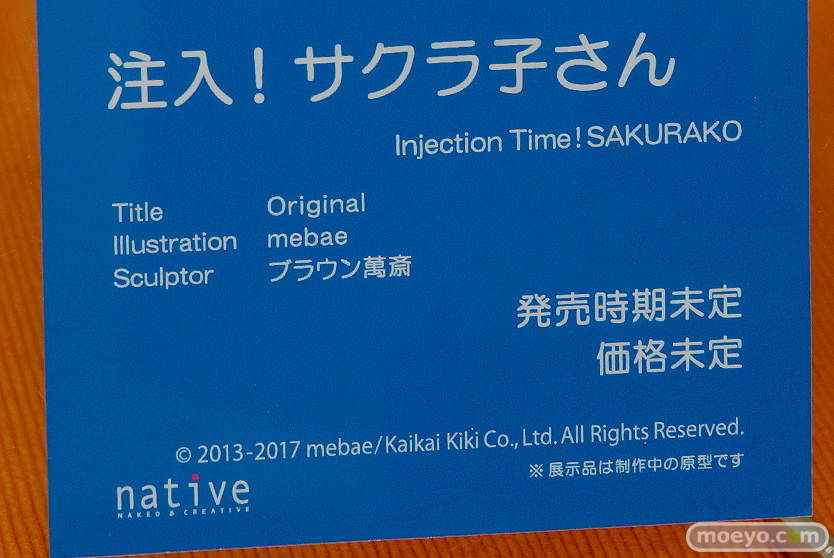 注入！サクラ子さん
Injection Time！SAKURAKO
Title Original
Illustration mebae
Sculptor ブラウン萬斎
発売時期未定
価格未定
© 2013-2017 mebae/Kaikai Kiki Co., Ltd. All Rights Reserved.
※ 展示品は制作中の原型です
native
NAKED & CREATIVE
moeyo.com